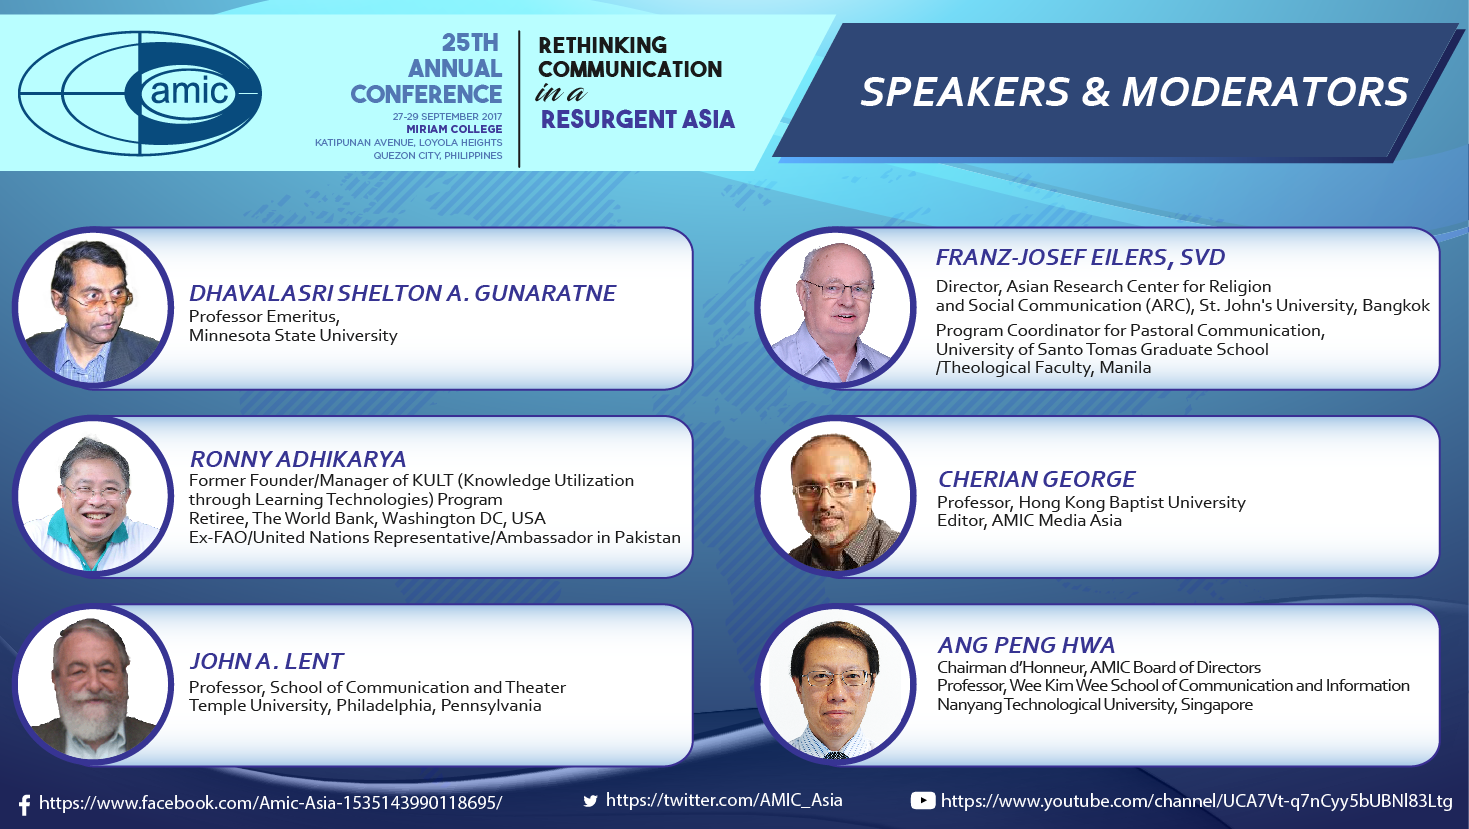 amic
25TH
ANNUAL
CONFERENCE
27-29 SEPTEMBER 2017
MIRIAM COLLEGE
KATIPUNAN AVENUE, LOYOLA HEIGHTS
QUEZON CITY, PHILIPPINES
RETHINKING
COMMUNICATION
in a
RESURGENT ASIA
SPEAKERS & MODERATORS
DHAVALASRI SHELTON A. GUNARATNE
Professor Emeritus,
Minnesota State University
FRANZ-JOSEF EILERS, SVD
Director, Asian Research Center for Religion
and Social Communication (ARC), St. John's University, Bangkok
Program Coordinator for Pastoral Communication,
University of Santo Tomas Graduate School
/Theological Faculty, Manila
RONNY ADHIKARYA
Former Founder/Manager of KULT (Knowledge Utilization
through Learning Technologies) Program
Retiree, The World Bank, Washington DC, USA
Ex-FAO/United Nations Representative/Ambassador in Pakistan
CHERIAN GEORGE
Professor, Hong Kong Baptist University
Editor, AMIC Media Asia
JOHN A. LENT
Professor, School of Communication and Theater
Temple University, Philadelphia, Pennsylvania
ANG PENG HWA
Chairman d’Honneur, AMIC Board of Directors
Professor, Wee Kim Wee School of Communication and Information
Nanyang Technological University, Singapore
https://www.facebook.com/Amic-Asia-1535143990118695/
https://twitter.com/AMIC_Asia
https://www.youtube.com/channel/UCA7Vt-q7nCyy5bUBNl83Ltg